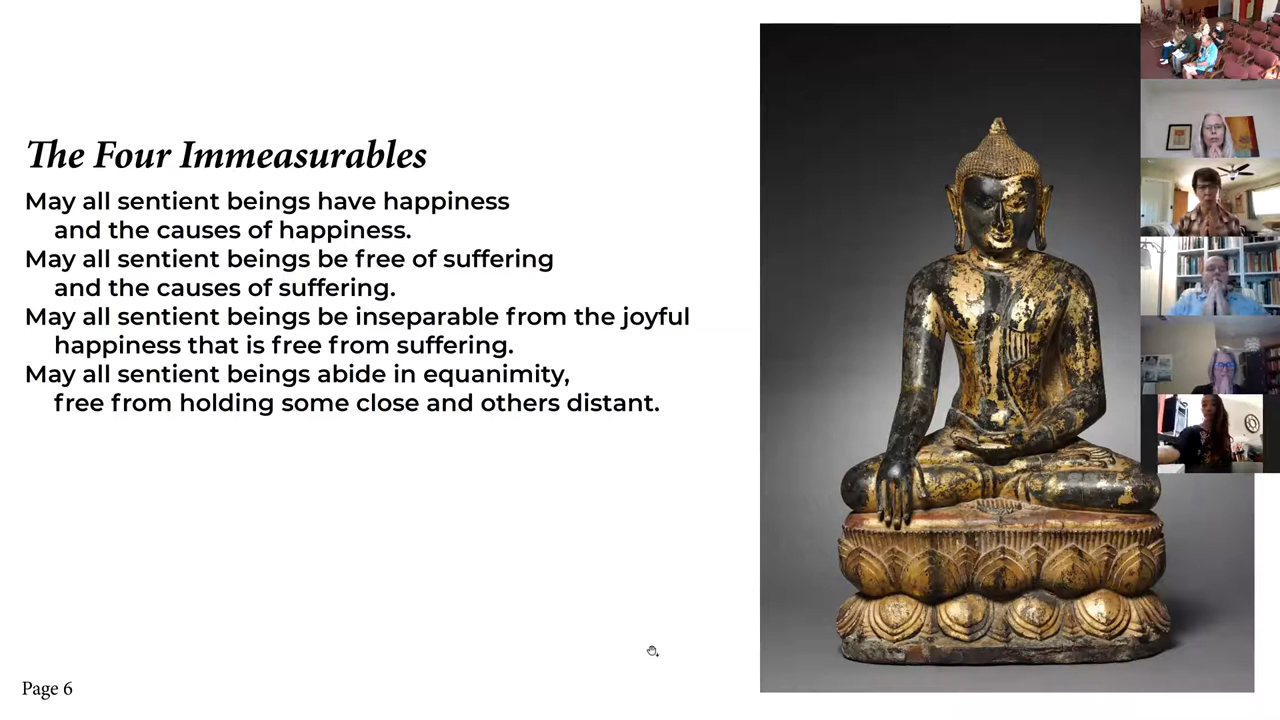 The Four Immeasurables
May all sentient beings have happiness
and the causes of happiness.
May all sentient beings be free of suffering
and the causes of suffering.
May all sentient beings be inseparable from the joyful
happiness that is free from suffering.
May all sentient beings abide in equanimity,
free from holding some close and others distant.
Page 6